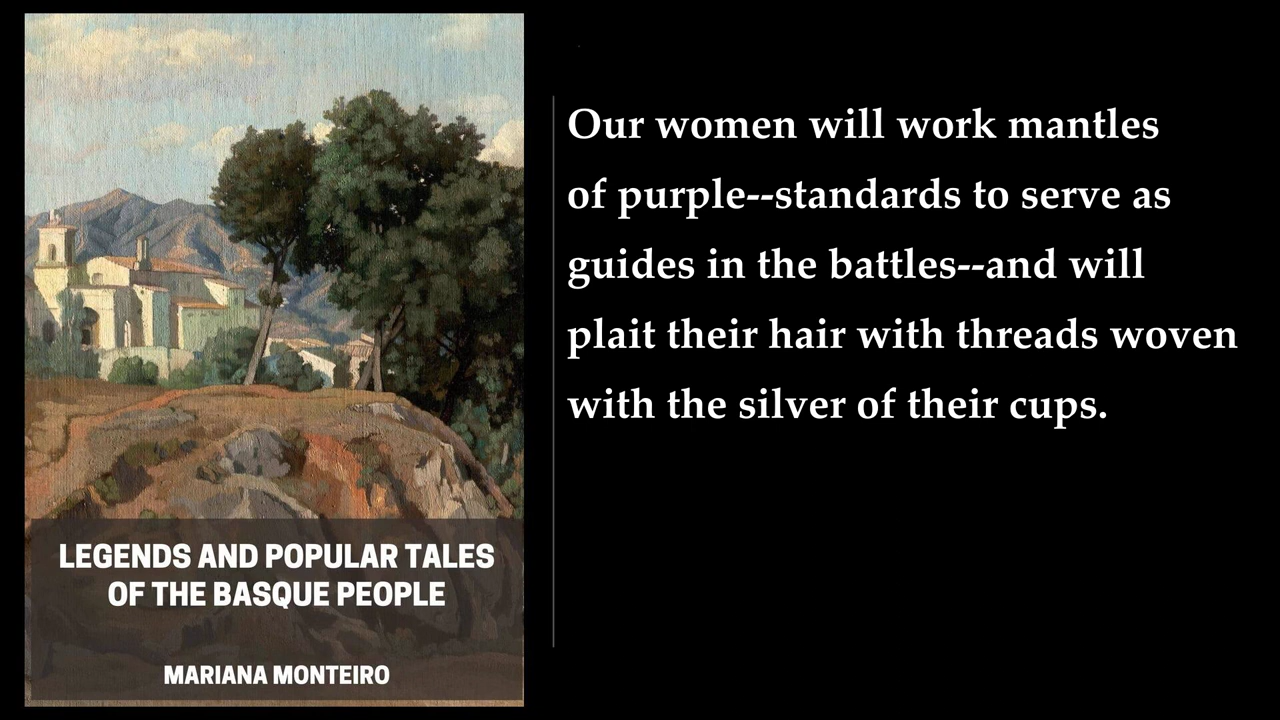 Our women will work mantles
of purple--standards to serve as
guides in the battles--and will
plait their hair with threads woven
with the silver of their cups.
LEGENDS AND POPULAR TALES
OF THE BASQUE PEOPLE
MARIANA MONTEIRO